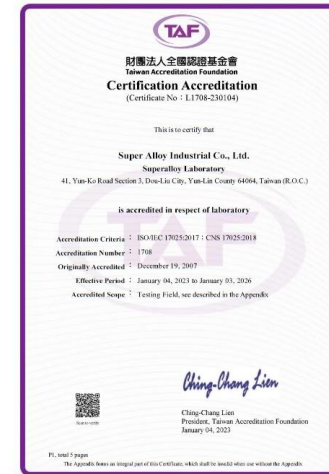 TAF
財團法人全國認證基金會
Taiwan Accreditation Foundation
Certification Accreditation
(Certificate No：L1708-230104)
This is to certify that
Super Alloy Industrial Co., Ltd.
Superalloy Laboratory
41, Yun-Ko Road Section 3, Dou-Liu City, Yun-Lin County 64064, Taiwan (R.O.C.)
is accredited in respect of laboratory
Accreditation Criteria：ISO/IEC 17025:2017；CNS 17025:2018
Accreditation Number：1708
Originally Accredited：December 19, 2007
Effective Period：January 04, 2023 to January 03, 2026
Accredited Scope：Testing Field, see described in the Appendix
Ching-Chang Lien
Ching-Chang Lien
President, Taiwan Accreditation Foundation
January 04, 2023
Scan to verify
P1, total 5 pages
The Appendix forms an integral part of this Certificate, which shall be invalid when use without the Appendix